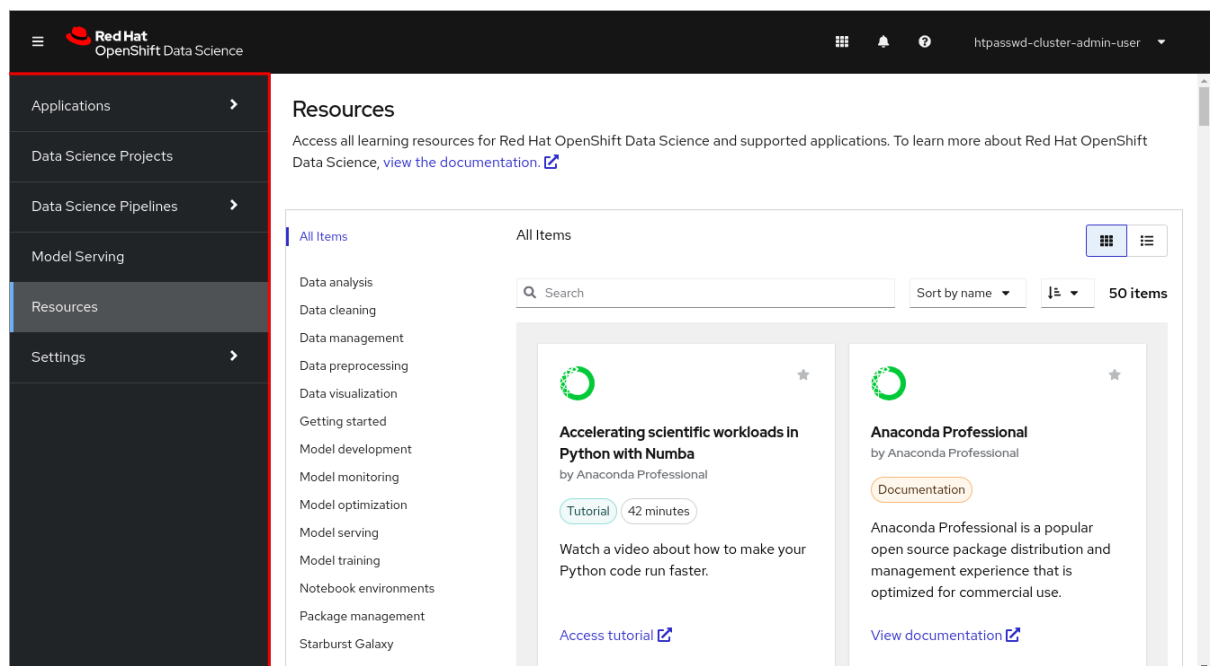 Red Hat
OpenShift Data Science
htpasswd-cluster-admin-user
Applications
Data Science Projects
Data Science Pipelines
Model Serving
Resources
Settings
Resources
Access all learning resources for Red Hat OpenShift Data Science and supported applications. To learn more about Red Hat OpenShift
Data Science, view the documentation.
All Items
Data analysis
Data cleaning
Data management
Data preprocessing
Data visualization
Getting started
Model development
Model monitoring
Model optimization
Model serving
Model training
Notebook environments
Package management
Starburst Galaxy
All Items
Search
Sort by name
50 items
Accelerating scientific workloads in
Python with Numba
by Anaconda Professional
Tutorial
42 minutes
Watch a video about how to make your
Python code run faster.
Access tutorial
Anaconda Professional
by Anaconda Professional
Documentation
Anaconda Professional is a popular
open source package distribution and
management experience that is
optimized for commercial use.
View documentation